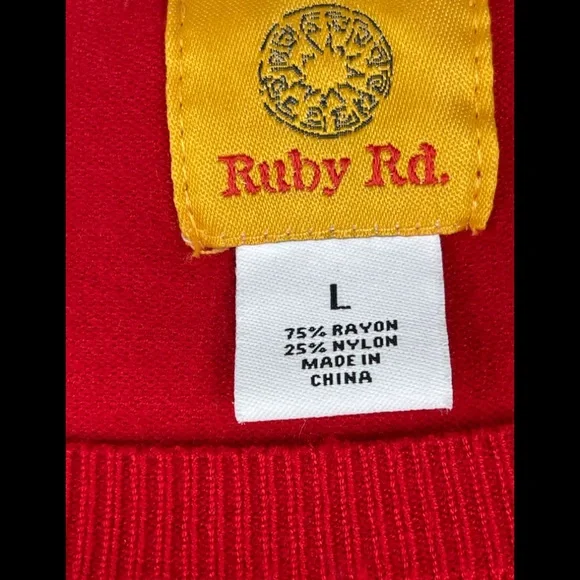 Ruby Rd.
L
75% RAYON
25% NYLON
MADE IN
CHINA